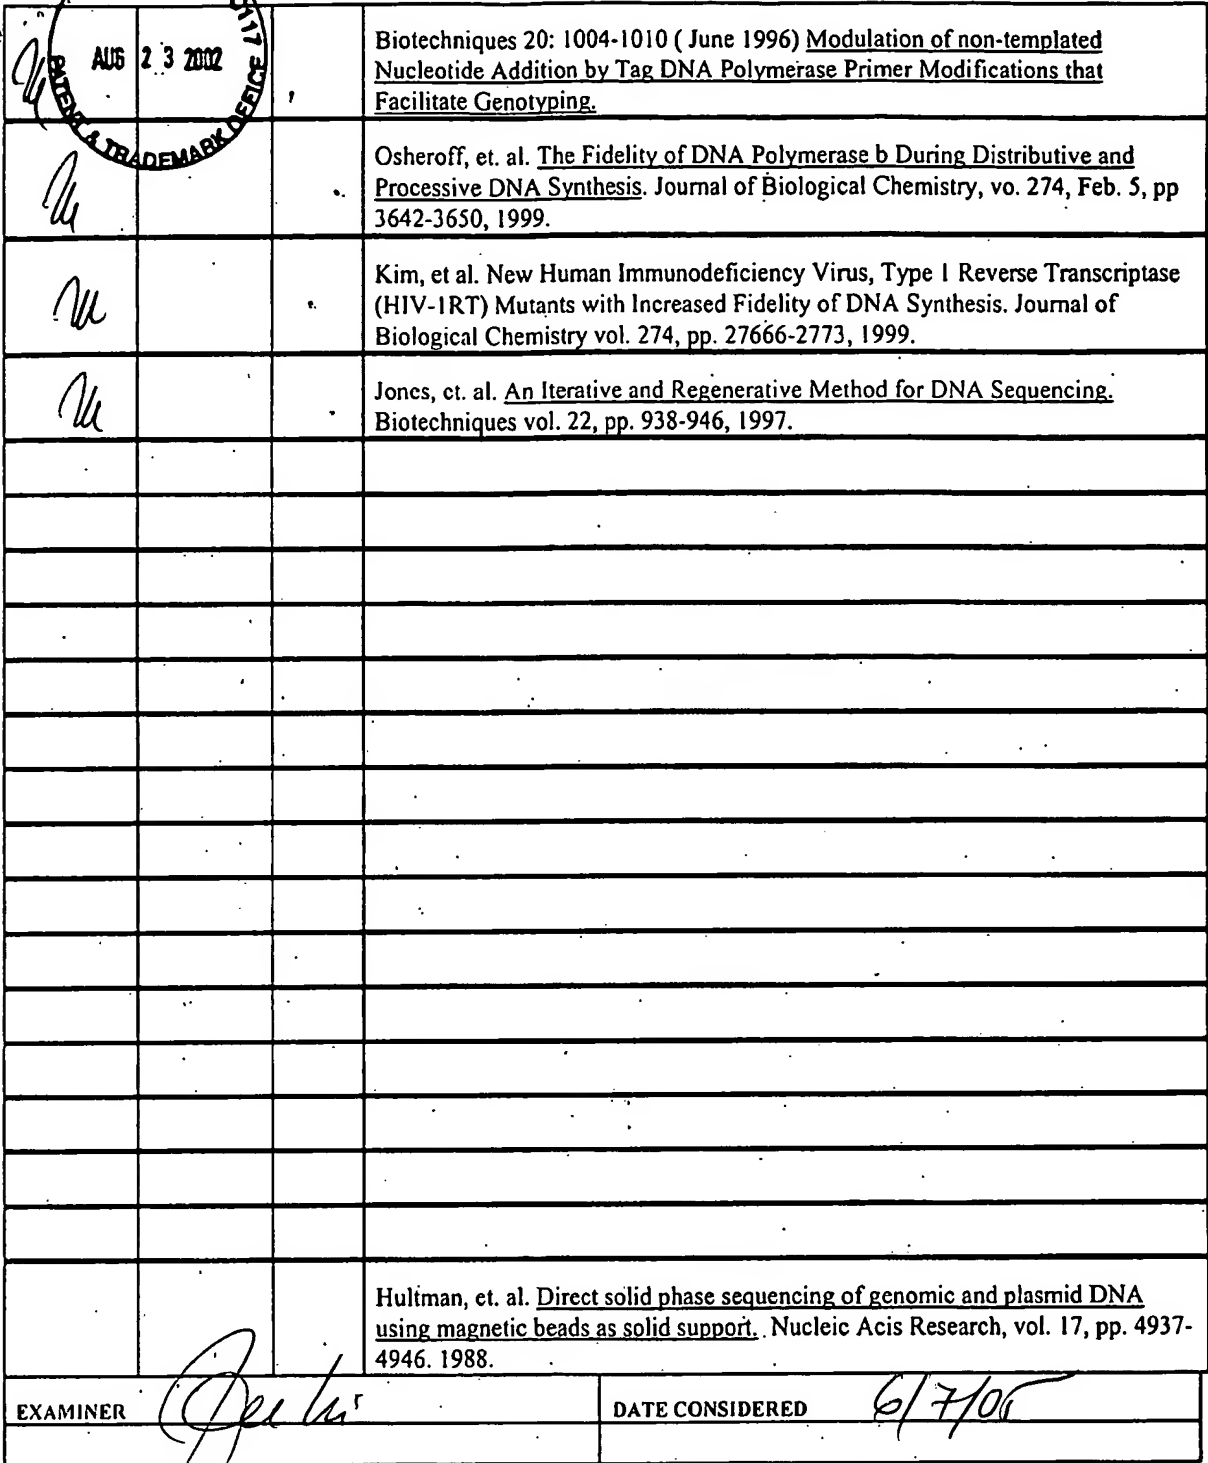 AUG 23 2002
PATENT & TRADEMARK OFFICE
Biotechniques 20: 1004-1010 ( June 1996) Modulation of non-templated
Nucleotide Addition by Tag DNA Polymerase Primer Modifications that
Facilitate Genotyping.
Osheroff, et. al. The Fidelity of DNA Polymerase b During Distributive and
Processive DNA Synthesis. Journal of Biological Chemistry, vo. 274, Feb. 5, pp
3642-3650, 1999.
Kim, et al. New Human Immunodeficiency Virus, Type 1 Reverse Transcriptase
(HIV-1RT) Mutants with Increased Fidelity of DNA Synthesis. Journal of
Biological Chemistry vol. 274, pp. 27666-2773, 1999.
Jones, et. al. An Iterative and Regenerative Method for DNA Sequencing.
Biotechniques vol. 22, pp. 938-946, 1997.
Hultman, et. al. Direct solid phase sequencing of genomic and plasmid DNA
using magnetic beads as solid support. Nucleic Acis Research, vol. 17, pp. 4937-
4946. 1988.
EXAMINER
DATE CONSIDERED